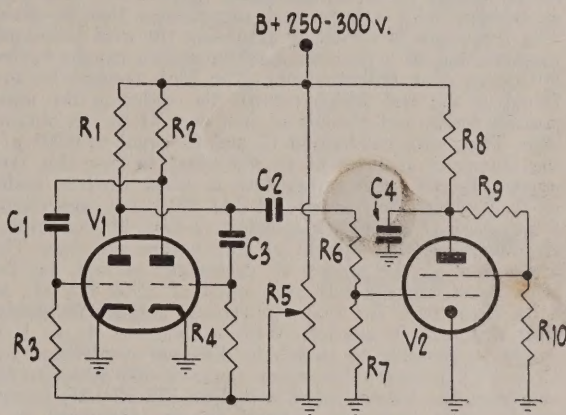 B+ 250-300 v.
R1
R2
R8
C1
V1
C2
C4
R9
C3
R6
R3
R4
R5
R7
V2
R10